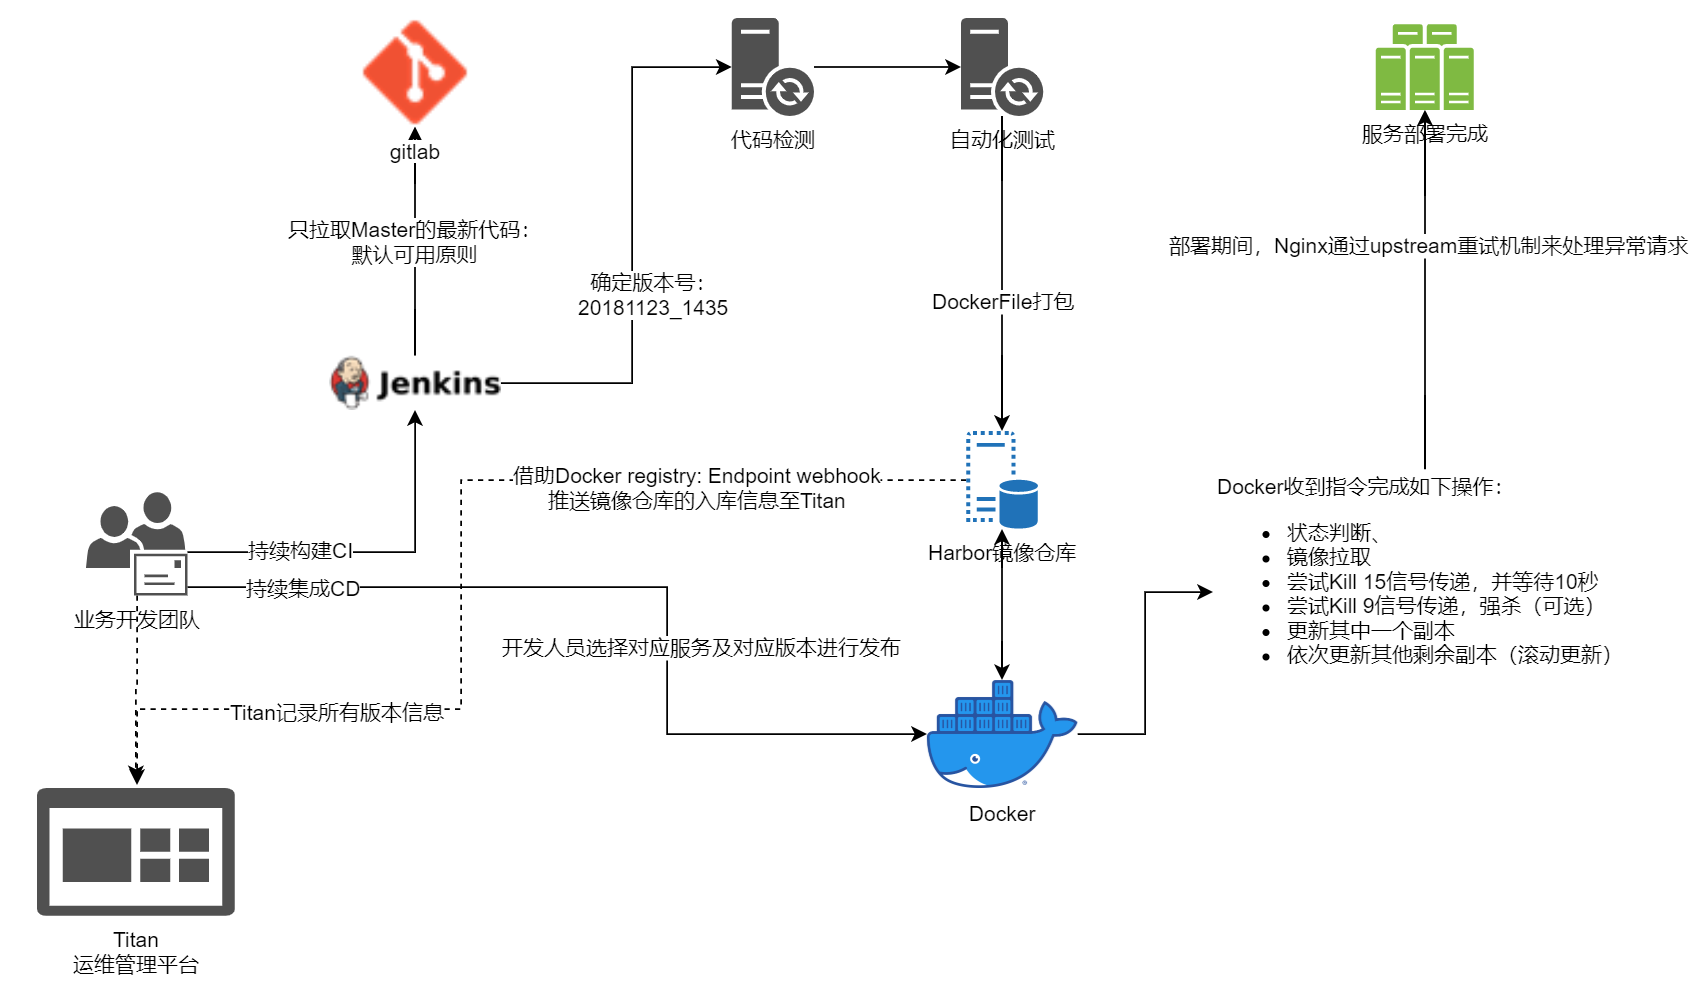 代码检测
自动化测试
服务部署完成
gitlab
只拉取Master的最新代码：
默认可用原则
部署期间，Nginx通过upstream重试机制来处理异常请求
确定版本号：
20181123_1435
DockerFile打包
Jenkins
借助Docker registry: Endpoint webhook
推送镜像仓库的入库信息至Titan
Docker收到指令完成如下操作：
• 状态判断、
• 镜像拉取
• 尝试Kill 15信号传递，并等待10秒
• 尝试Kill 9信号传递，强杀（可选）
• 更新其中一个副本
• 依次更新其他剩余副本（滚动更新）
Harbor镜像仓库
持续构建CI
持续集成CD
业务开发团队
开发人员选择对应服务及对应版本进行发布
Titan记录所有版本信息
Docker
Titan
运维管理平台